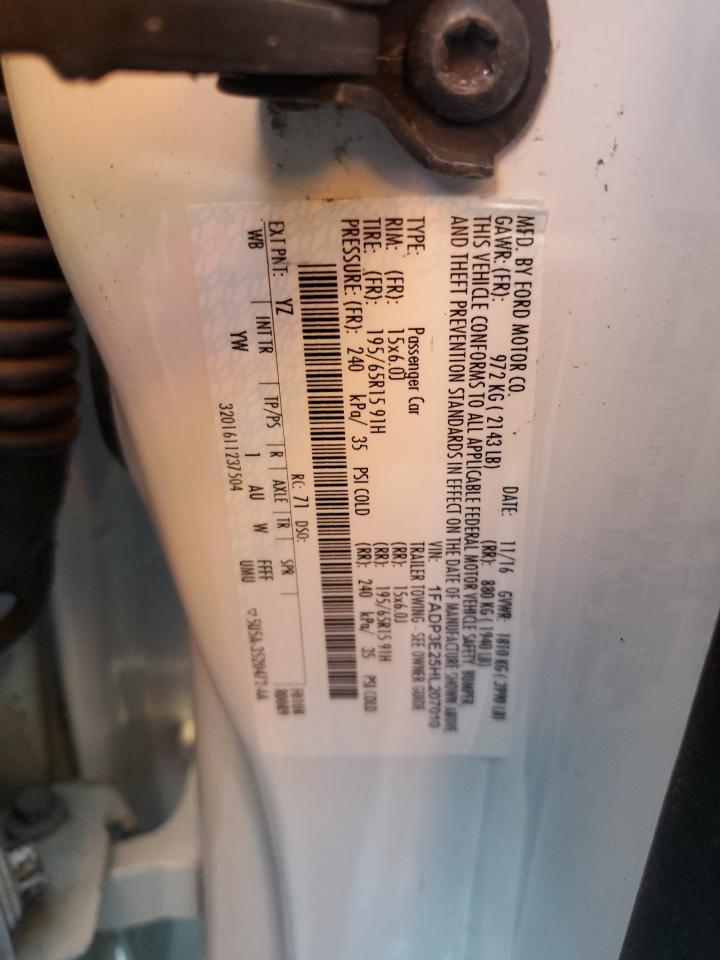 MFD. BY FORD MOTOR CO.
DATE: 11/16 GVWR: 1810 KG ( 3990 LB)
GAWR: (FR): 972 KG ( 2143 LB) (RR): 880 KG ( 1940 LB)
THIS VEHICLE CONFORMS TO ALL APPLICABLE FEDERAL MOTOR VEHICLE SAFETY, BUMPER,
AND THEFT PREVENTION STANDARDS IN EFFECT ON THE DATE OF MANUFACTURE SHOWN ABOVE.
VIN: 1FADP3E25HL207019
TYPE: Passenger Car TRAILER TOWING - SEE OWNER GUIDE
RIM: (FR): 15x6.0J (RR): 15x6.0J
TIRE: (FR): 195/65R15 91H (RR): 195/65R15 91H
PRESSURE: (FR): 240 kPa/ 35 PSI COLD (RR): 240 kPa/ 35 PSI COLD
EXT PNT: YZ RC: 71 DSO:
WB | INT TR | TP/PS | R | AXLE | TR | SPR |
YW 1 AU W FFFF UMU
3201611237504